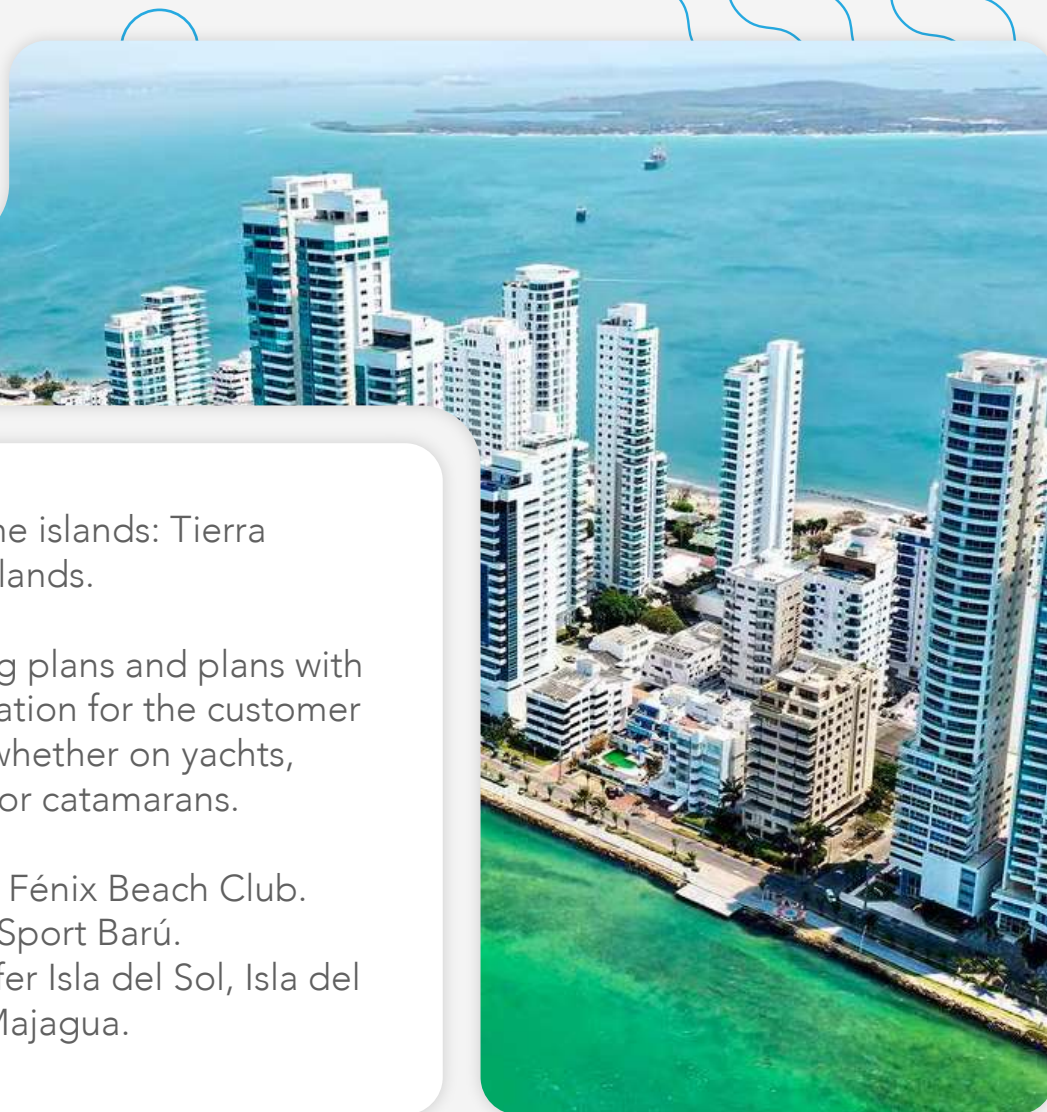 ne islands: Tierra
lands.
g plans and plans with
ation for the customer
whether on yachts,
or catamarans.
Fénix Beach Club.
Sport Barú.
fer Isla del Sol, Isla del
Majagua.